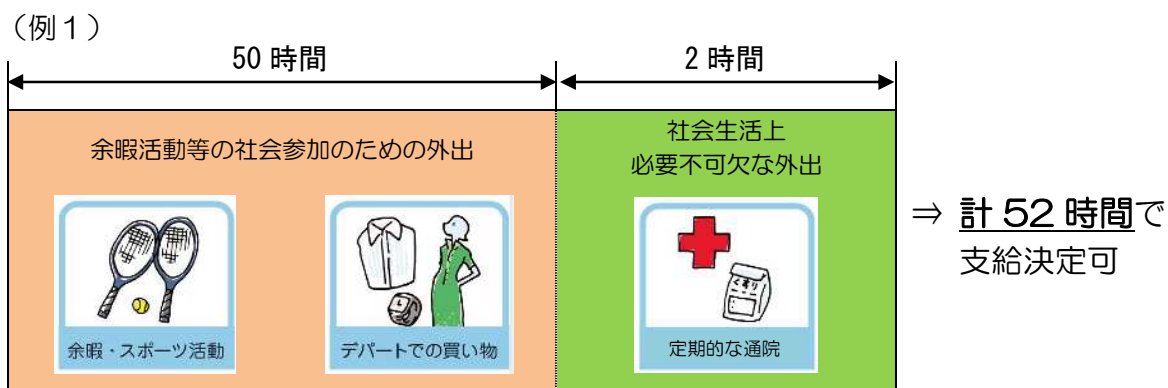 （例１）
50 時間
2 時間
余暇活動等の社会参加のための外出
社会生活上
必要不可欠な外出
余暇・スポーツ活動
デパートでの買い物
くすり
定期的な通院
⇒ 計 52 時間で
支給決定可